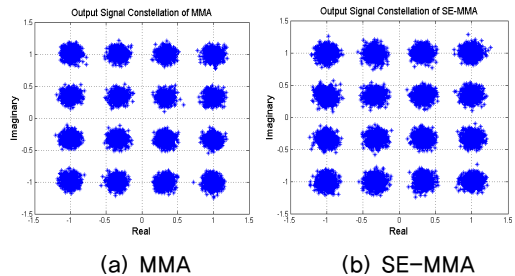 Output Signal Constellation of MMA
1.5
1
0.5
0
-0.5
-1
-1.5
Imaginary
-1.5 -1 -0.5 0 0.5 1 1.5
Real
(a) MMA
Output Signal Constellation of SE-MMA
1.5
1
0.5
0
-0.5
-1
-1.5
Imaginary
-1.5 -1 -0.5 0 0.5 1 1.5
Real
(b) SE-MMA